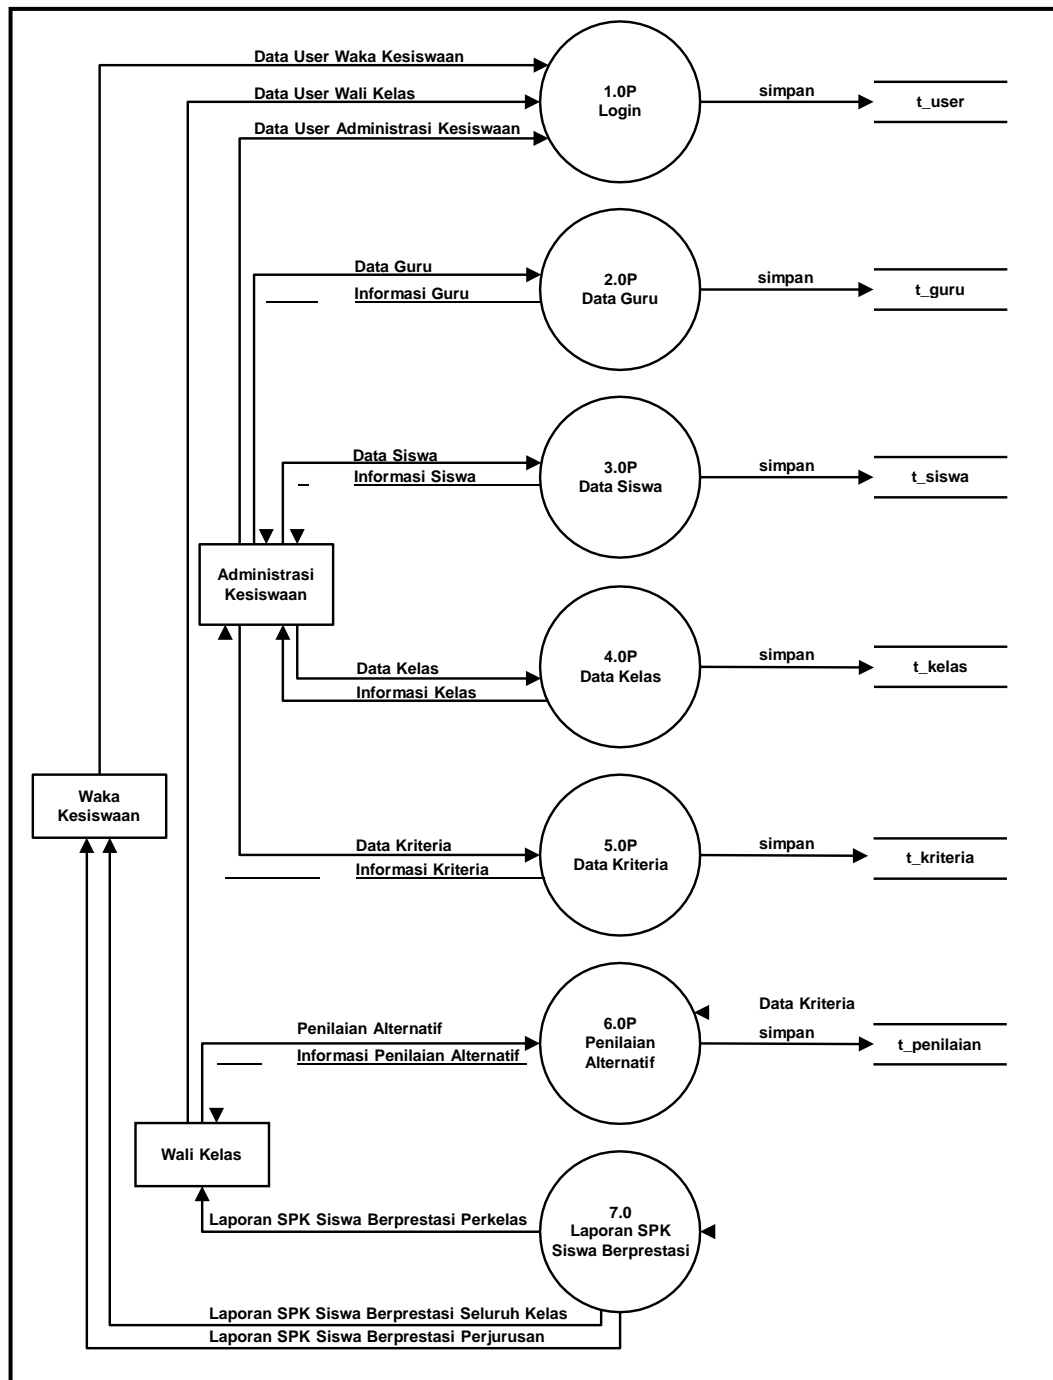 Data User Waka Kesiswaan
Data User Wali Kelas
Data User Administrasi Kesiswaan
1.0P
Login
simpan
t_user
Data Guru
Informasi Guru
2.0P
Data Guru
simpan
t_guru
Data Siswa
Informasi Siswa
3.0P
Data Siswa
simpan
t_siswa
Administrasi
Kesiswaan
Data Kelas
Informasi Kelas
4.0P
Data Kelas
simpan
t_kelas
Waka
Kesiswaan
Data Kriteria
Informasi Kriteria
5.0P
Data Kriteria
simpan
t_kriteria
Penilaian Alternatif
Informasi Penilaian Alternatif
6.0P
Penilaian
Alternatif
Data Kriteria
simpan
t_penilaian
Wali Kelas
Laporan SPK Siswa Berprestasi Perkelas
7.0
Laporan SPK
Siswa Berprestasi
Laporan SPK Siswa Berprestasi Seluruh Kelas
Laporan SPK Siswa Berprestasi Perjurusan